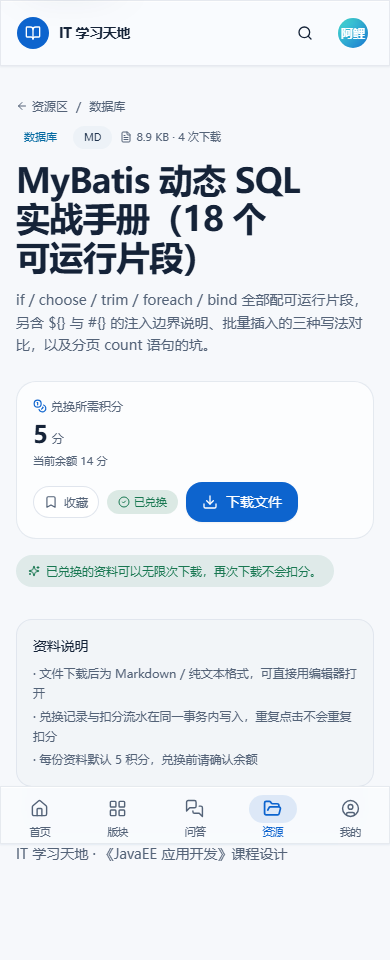 IT 学习天地
阿鲤
← 资源区 / 数据库
数据库 MD 8.9 KB · 4 次下载
MyBatis 动态 SQL
实战手册（18 个
可运行片段）
if / choose / trim / foreach / bind 全部配可运行片段，
另含 ${} 与 #{} 的注入边界说明、批量插入的三种写法对
比，以及分页 count 语句的坑。
兑换所需积分
5 分
当前余额 14 分
收藏 已兑换 下载文件
已兑换的资料可以无限次下载，再次下载不会扣分。
资料说明
· 文件下载后为 Markdown / 纯文本格式，可直接用编辑器打
开
· 兑换记录与扣分流水在同一事务内写入，重复点击不会重复
扣分
· 每份资料默认 5 积分，兑换前请确认余额
首页 版块 问答 资源 我的
IT 学习天地 · 《JavaEE 应用开发》课程设计